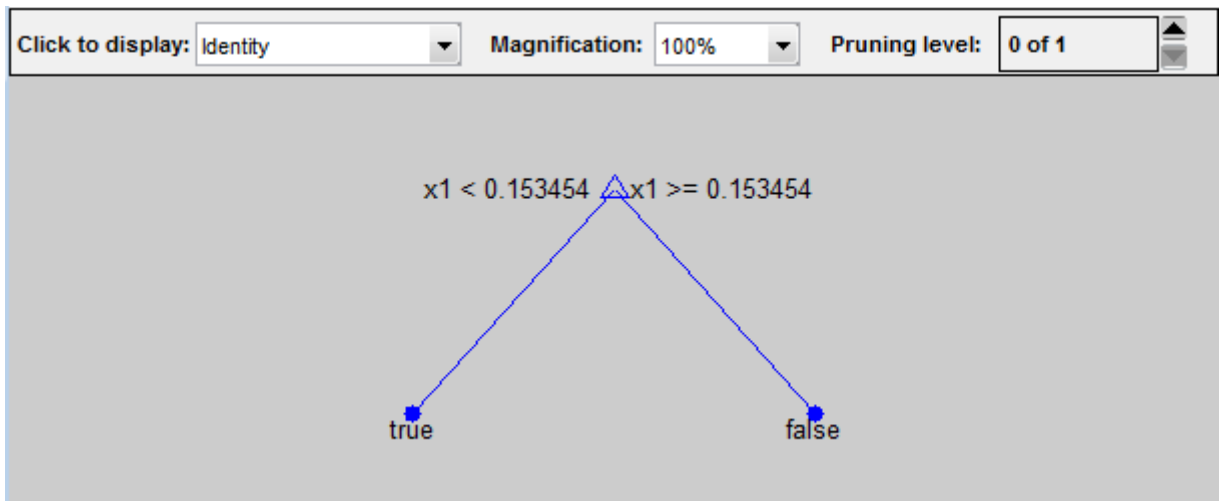 Click to display: Identity Magnification: 100% Pruning level: 0 of 1
x1 < 0.153454 x1 >= 0.153454
true false